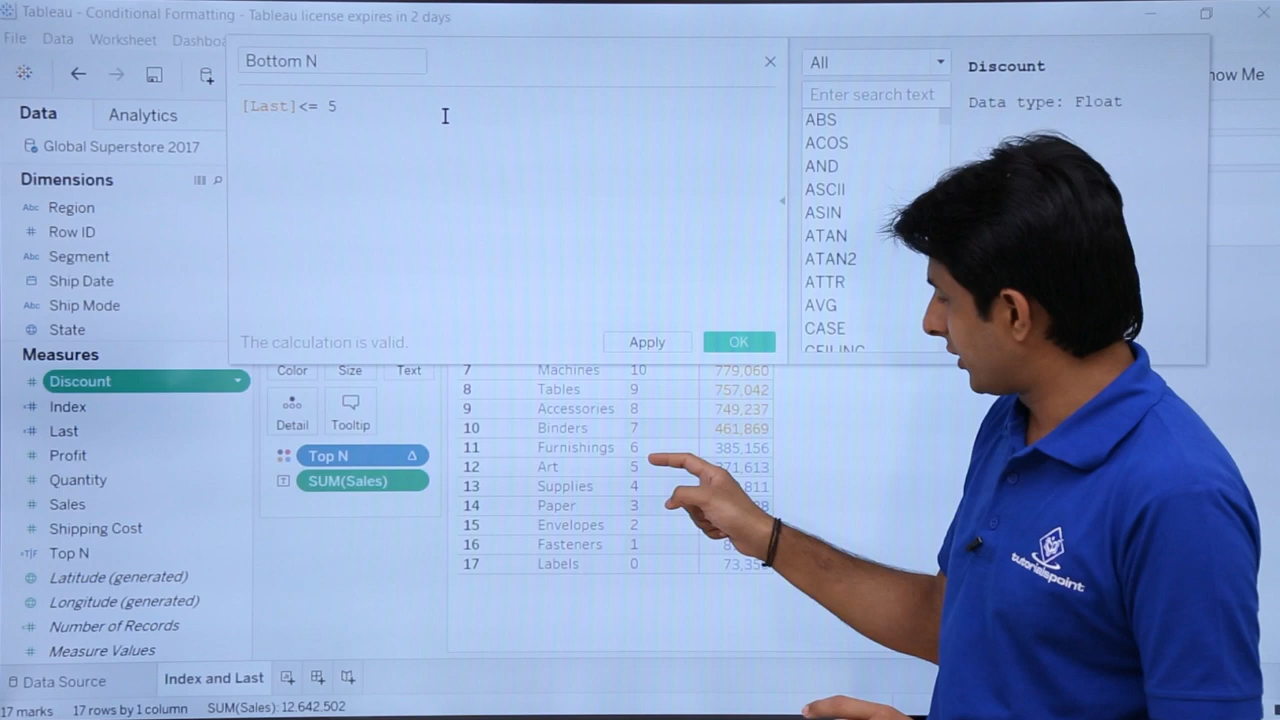 Tableau - Conditional Formatting - Tableau license expires in 2 days
File Data Worksheet
Bottom N
[Last]<= 5
The calculation is valid.
Apply
OK
All
Enter search text
ABS
ACOS
AND
ASCII
ASIN
ATAN
ATAN2
ATTR
AVG
CASE
CEILING
Discount
Data type: Float
Data Analytics
Global Superstore 2017
Dimensions
Abc Region
# Row ID
Abc Segment
Ship Date
Abc Ship Mode
State
Measures
# Discount
=# Index
=# Last
# Profit
# Quantity
# Sales
# Shipping Cost
=T|F Top N
Latitude (generated)
Longitude (generated)
=# Number of Records
# Measure Values
Color Size Text
Detail Tooltip
Top N Δ
T SUM(Sales)
7 Machines 10 779,060
8 Tables 9 757,042
9 Accessories 8 749,237
10 Binders 7 461,869
11 Furnishings 6 385,156
12 Art 5
13 Supplies 4
14 Paper 3
15 Envelopes 2
16 Fasteners 1
17 Labels 0
Data Source Index and Last
17 marks 17 rows by 1 column SUM(Sales): 12.642.502
tutorialspoint